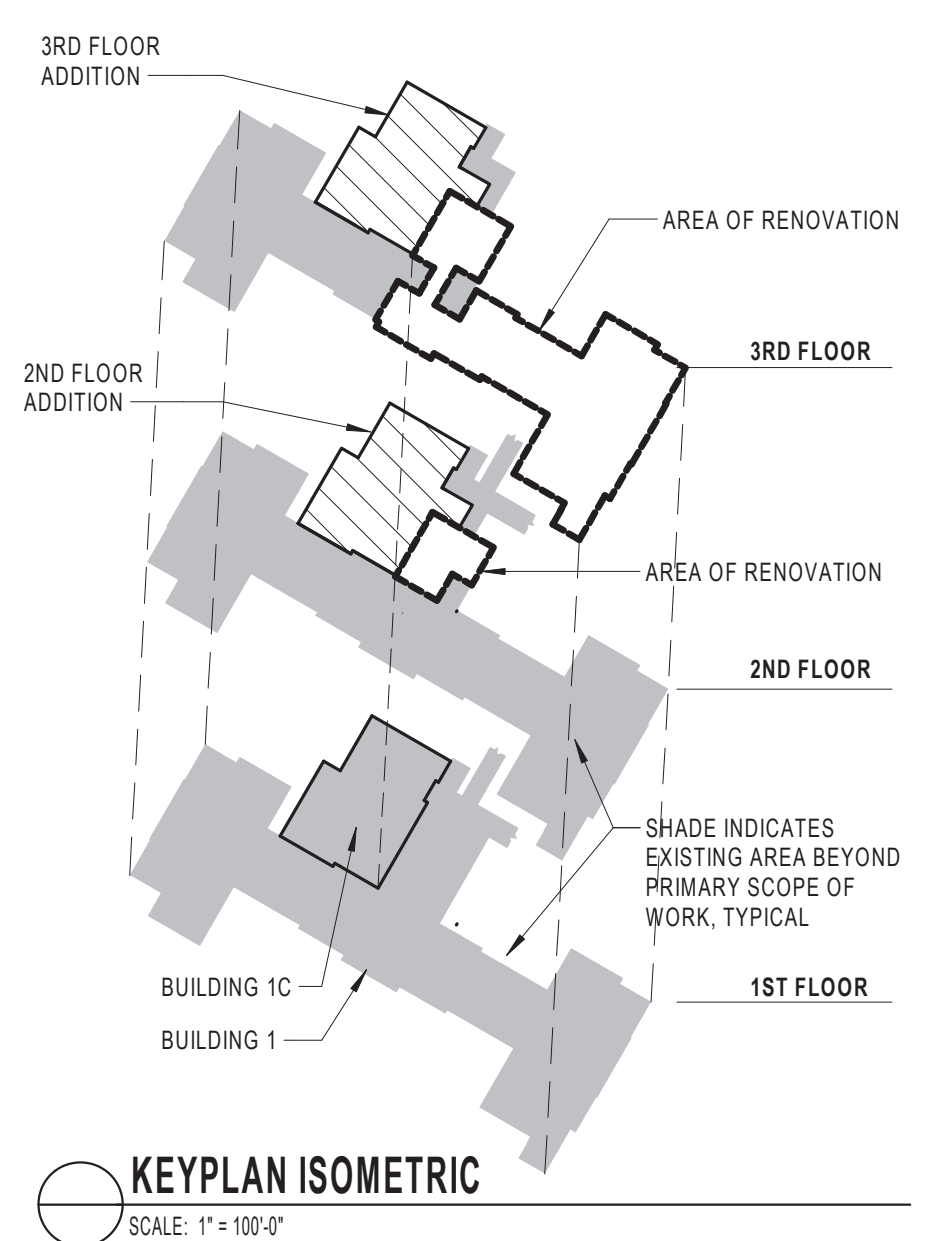 3RD FLOOR
ADDITION
AREA OF RENOVATION
3RD FLOOR
2ND FLOOR
ADDITION
AREA OF RENOVATION
2ND FLOOR
SHADE INDICATES
EXISTING AREA BEYOND
PRIMARY SCOPE OF
WORK, TYPICAL
BUILDING 1C
1ST FLOOR
BUILDING 1
KEYPLAN ISOMETRIC
SCALE: 1" = 100'-0"